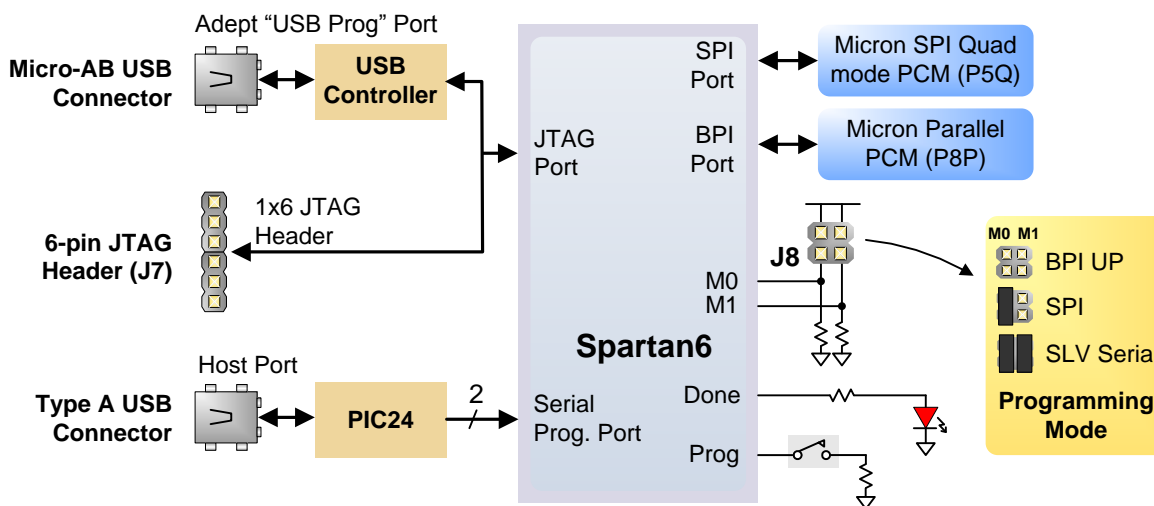 Adept “USB Prog” Port
Micro-AB USB
Connector
USB
Controller
6-pin JTAG
Header (J7)
1x6 JTAG
Header
Host Port
Type A USB
Connector
PIC24
2
JTAG
Port
Serial
Prog. Port
Spartan6
SPI
Port
BPI
Port
M0
M1
Done
Prog
Micron SPI Quad
mode PCM (P5Q)
Micron Parallel
PCM (P8P)
J8
M0 M1
BPI UP
SPI
SLV Seria
Programming
Mode